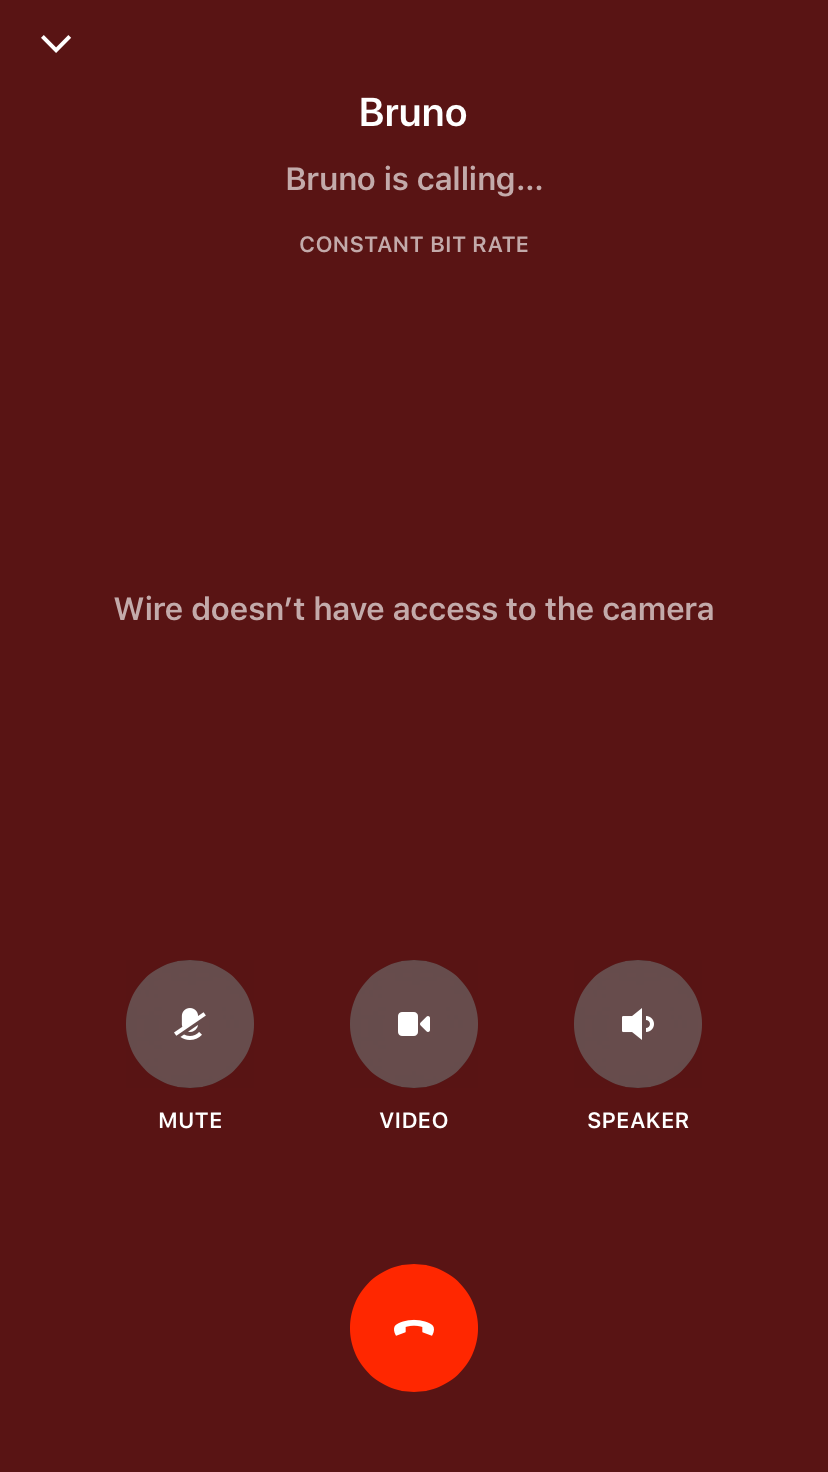 Bruno
Bruno is calling...
CONSTANT BIT RATE
Wire doesn’t have access to the camera
MUTE
VIDEO
SPEAKER